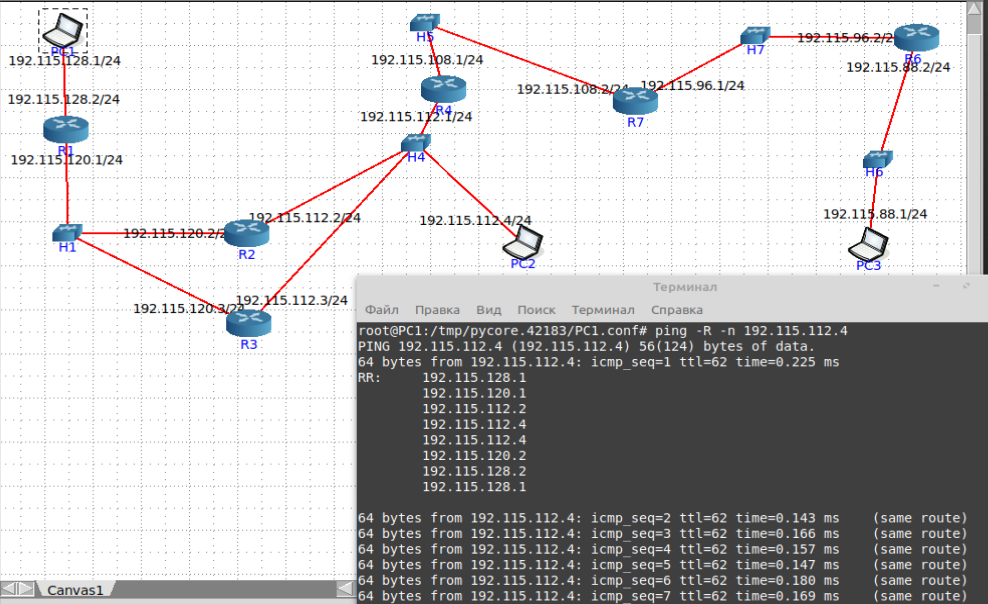 PC1
192.115.128.1/24
192.115.128.2/24
R1
192.115.120.1/24
H1
192.115.120.2/2
R2
192.115.112.2/24
192.115.120.3/24
192.115.112.3/24
R3
H5
192.115.108.1/24
R4
192.115.112.1/24
H4
192.115.112.4/24
PC2
192.115.108.2/24
192.115.96.1/24
R7
H7
192.115.96.2/2
R6
192.115.88.2/24
H6
192.115.88.1/24
PC3
Терминал
Файл Правка Вид Поиск Терминал Справка
root@PC1:/tmp/pycore.42183/PC1.conf# ping -R -n 192.115.112.4
PING 192.115.112.4 (192.115.112.4) 56(124) bytes of data.
64 bytes from 192.115.112.4: icmp_seq=1 ttl=62 time=0.225 ms
RR: 192.115.128.1
192.115.120.1
192.115.112.2
192.115.112.4
192.115.112.4
192.115.120.2
192.115.128.2
192.115.128.1
64 bytes from 192.115.112.4: icmp_seq=2 ttl=62 time=0.143 ms (same route)
64 bytes from 192.115.112.4: icmp_seq=3 ttl=62 time=0.166 ms (same route)
64 bytes from 192.115.112.4: icmp_seq=4 ttl=62 time=0.157 ms (same route)
64 bytes from 192.115.112.4: icmp_seq=5 ttl=62 time=0.147 ms (same route)
64 bytes from 192.115.112.4: icmp_seq=6 ttl=62 time=0.180 ms (same route)
64 bytes from 192.115.112.4: icmp_seq=7 ttl=62 time=0.169 ms (same route)
Canvas1